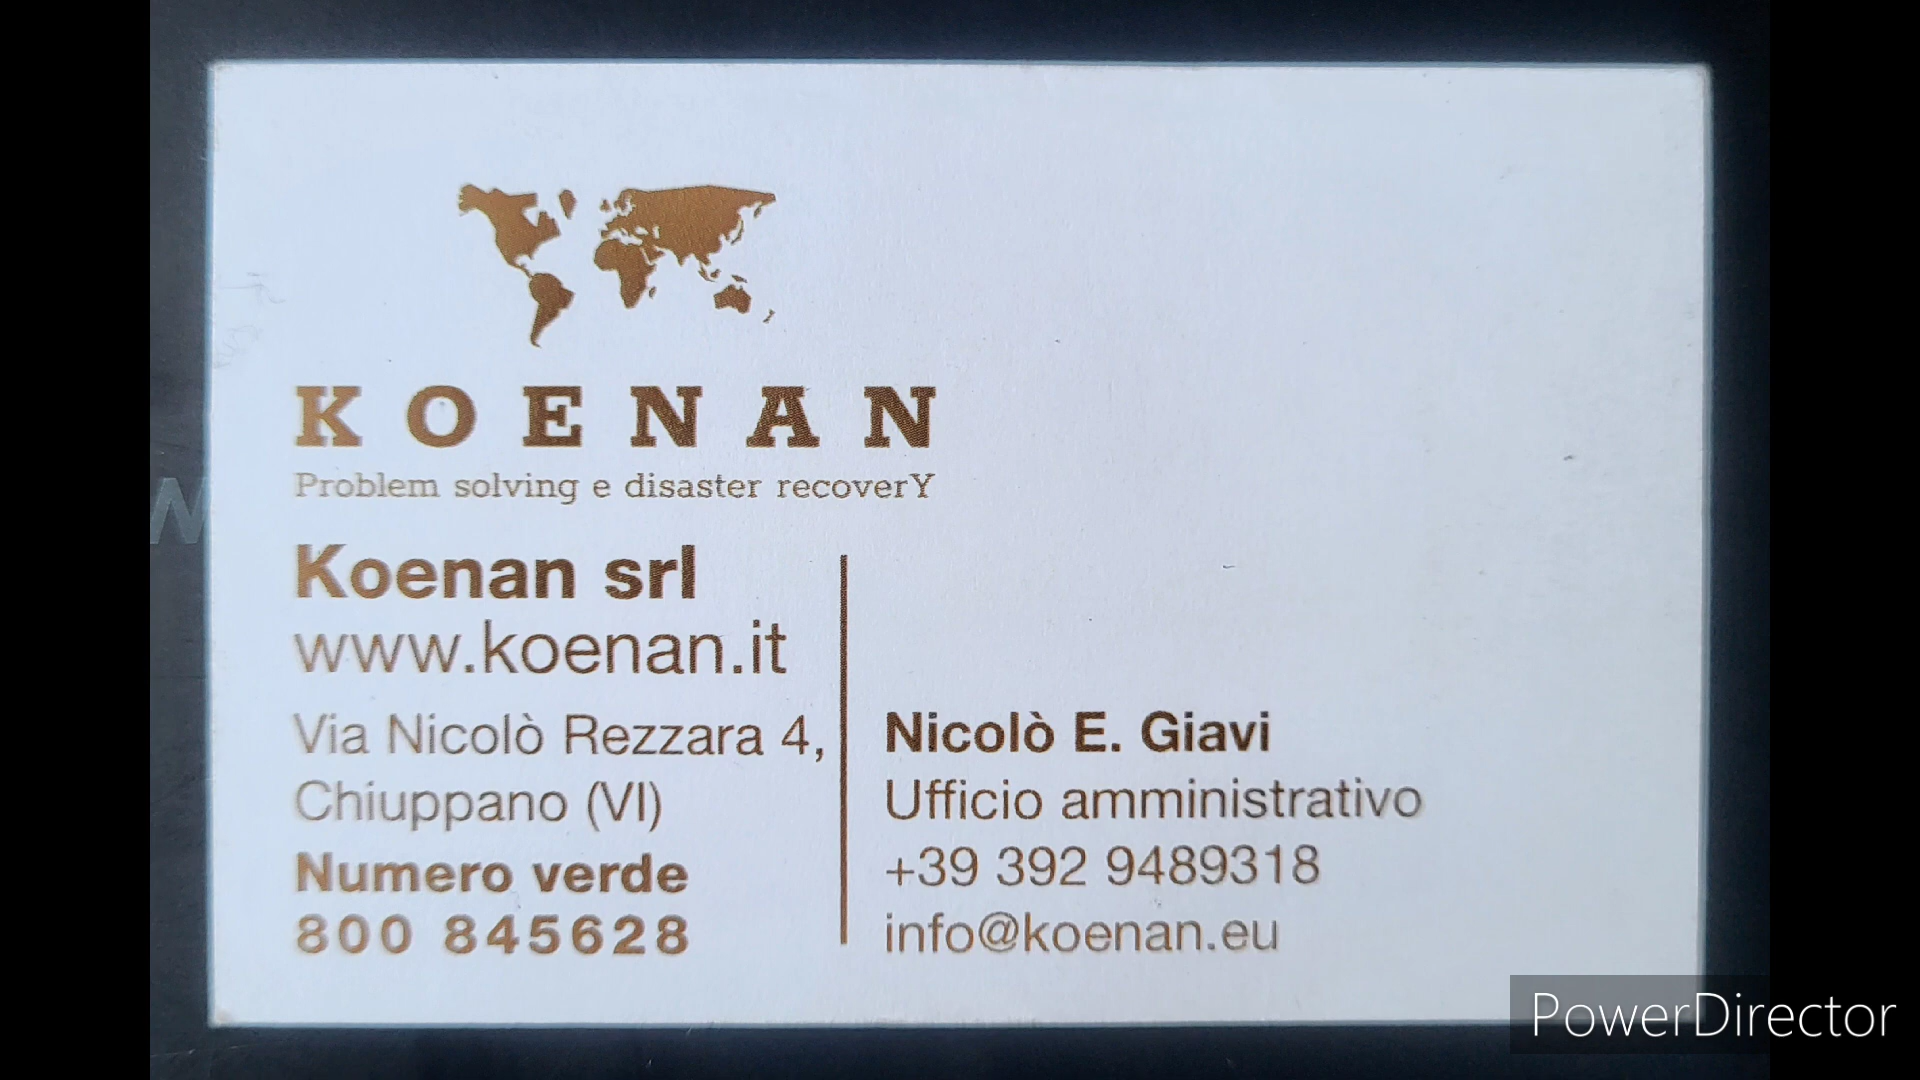 KOENAN
Problem solving e disaster recoverY
Koenan srl
www.koenan.it
Via Nicolò Rezzara 4,
Chiuppano (VI)
Numero verde
800 845628
Nicolò E. Giavi
Ufficio amministrativo
+39 392 9489318
info@koenan.eu
PowerDirector